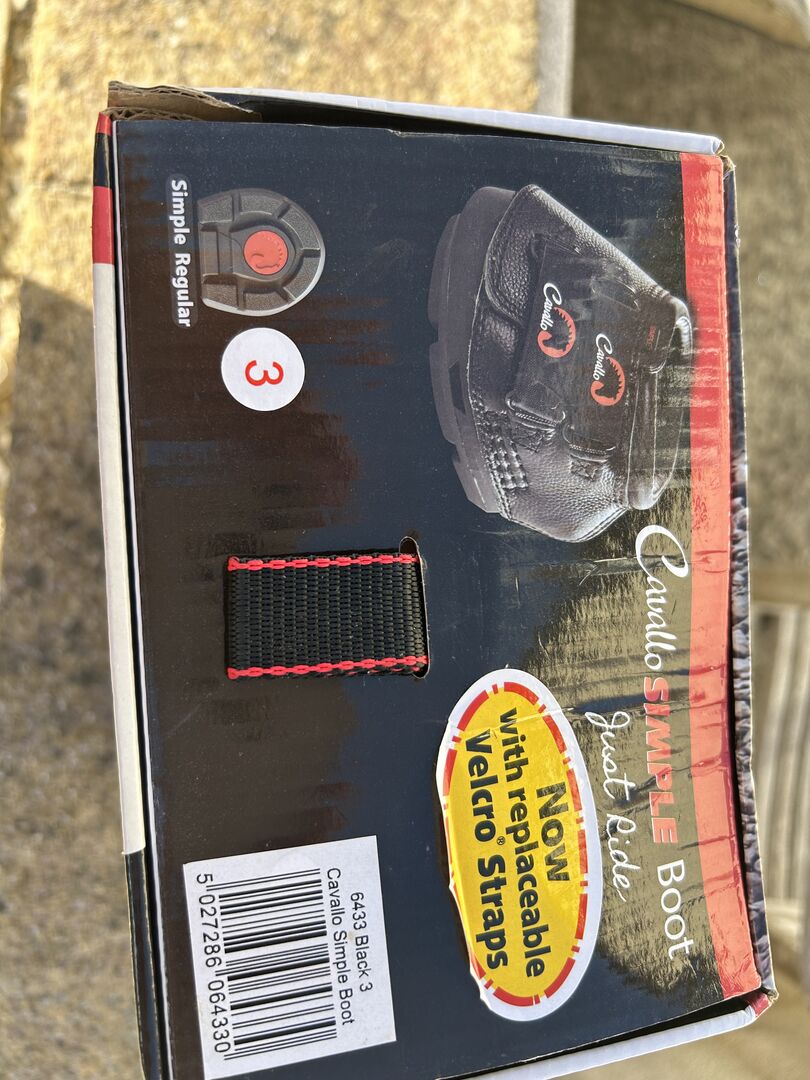 Cavallo SIMPLE BOOT
Just Ride
Cavallo
Cavallo
Simple Regular
3
Now
with replaceable
Velcro® Straps
6433 Black 3
Cavallo Simple Boot
5 027286 064330